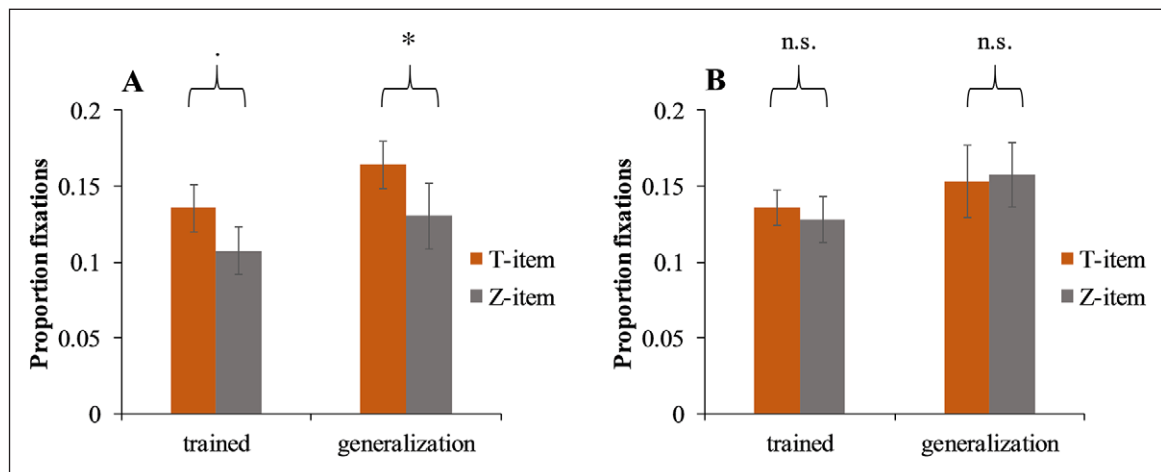 A
.
*
Proportion fixations
0.2
0.15
0.1
0.05
0
trained
generalization
T-item
Z-item
B
n.s.
n.s.
Proportion fixations
0.2
0.15
0.1
0.05
0
trained
generalization
T-item
Z-item